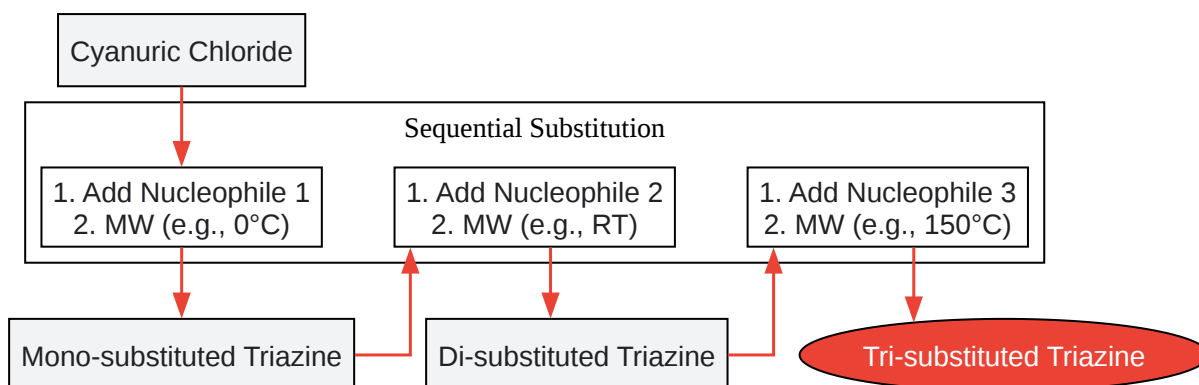 Cyanuric Chloride
Sequential Substitution
1. Add Nucleophile 1
2. MW (e.g., 0°C)
1. Add Nucleophile 2
2. MW (e.g., RT)
1. Add Nucleophile 3
2. MW (e.g., 150°C)
Mono-substituted Triazine
Di-substituted Triazine
Tri-substituted Triazine